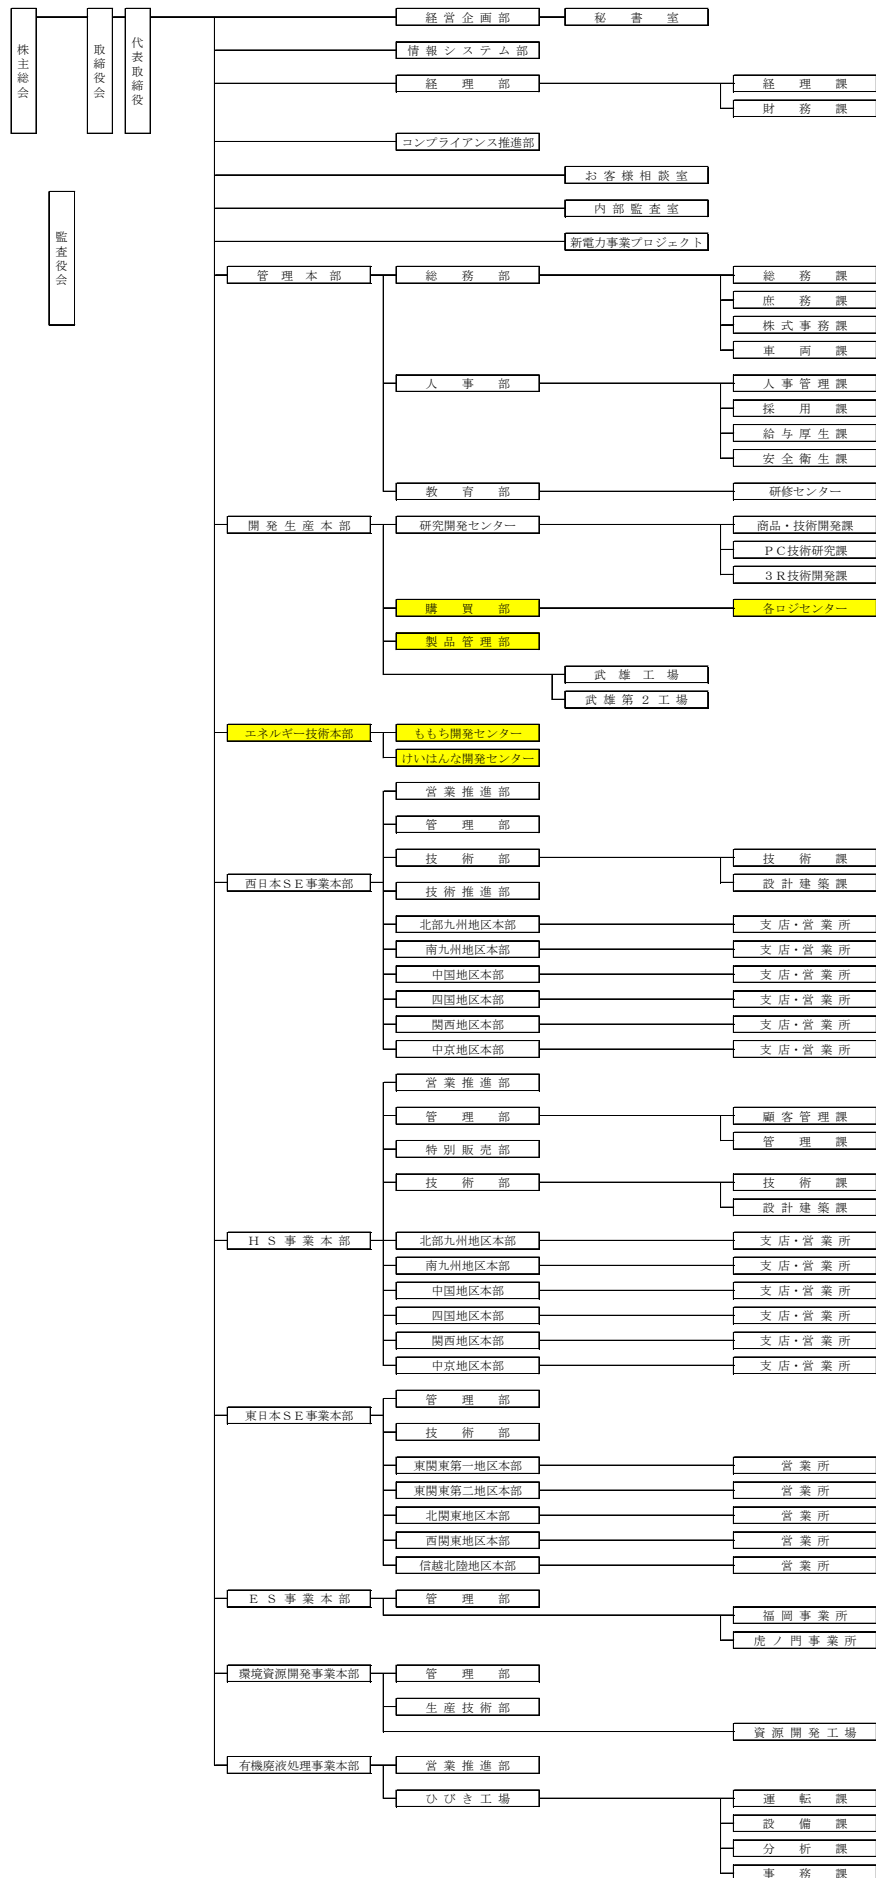 株主総会
取締役会
代表取締役
監査役会
経営企画部
秘書室
情報システム部
経理部
経理課
財務課
コンプライアンス推進部
お客様相談室
内部監査室
新電力事業プロジェクト
管理本部
総務部
総務課
庶務課
株式事務課
車両課
人事部
人事管理課
採用課
給与厚生課
安全衛生課
教育部
研修センター
開発生産本部
研究開発センター
商品・技術開発課
ＰＣ技術研究課
３Ｒ技術開発課
購買部
各ロジセンター
製品管理部
武雄工場
武雄第２工場
エネルギー技術本部
ももち開発センター
けいはんな開発センター
営業推進部
管理部
技術部
技術課
西日本ＳＥ事業本部
設計建築課
技術推進部
北部九州地区本部
支店・営業所
南九州地区本部
支店・営業所
中国地区本部
支店・営業所
四国地区本部
支店・営業所
関西地区本部
支店・営業所
中京地区本部
支店・営業所
営業推進部
管理部
顧客管理課
管理課
特別販売部
技術部
技術課
設計建築課
ＨＳ事業本部
北部九州地区本部
支店・営業所
南九州地区本部
支店・営業所
中国地区本部
支店・営業所
四国地区本部
支店・営業所
関西地区本部
支店・営業所
中京地区本部
支店・営業所
管理部
東日本ＳＥ事業本部
技術部
東関東第一地区本部
営業所
東関東第二地区本部
営業所
北関東地区本部
営業所
西関東地区本部
営業所
信越北陸地区本部
営業所
ＥＳ事業本部
管理部
福岡事業所
虎ノ門事業所
環境資源開発事業本部
管理部
生産技術部
資源開発工場
有機廃液処理事業本部
営業推進部
ひびき工場
運転課
設備課
分析課
事務課